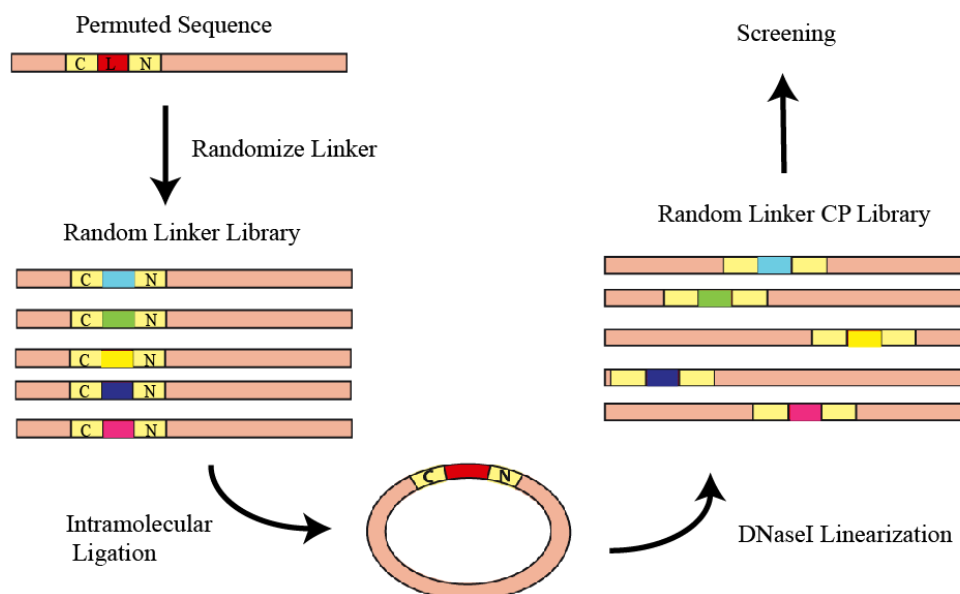 Permuted Sequence
C L N
Randomize Linker
Random Linker Library
C N
C N
C N
C N
C N
Intramolecular
Ligation
C N
DNaseI Linearization
Random Linker CP Library
Screening